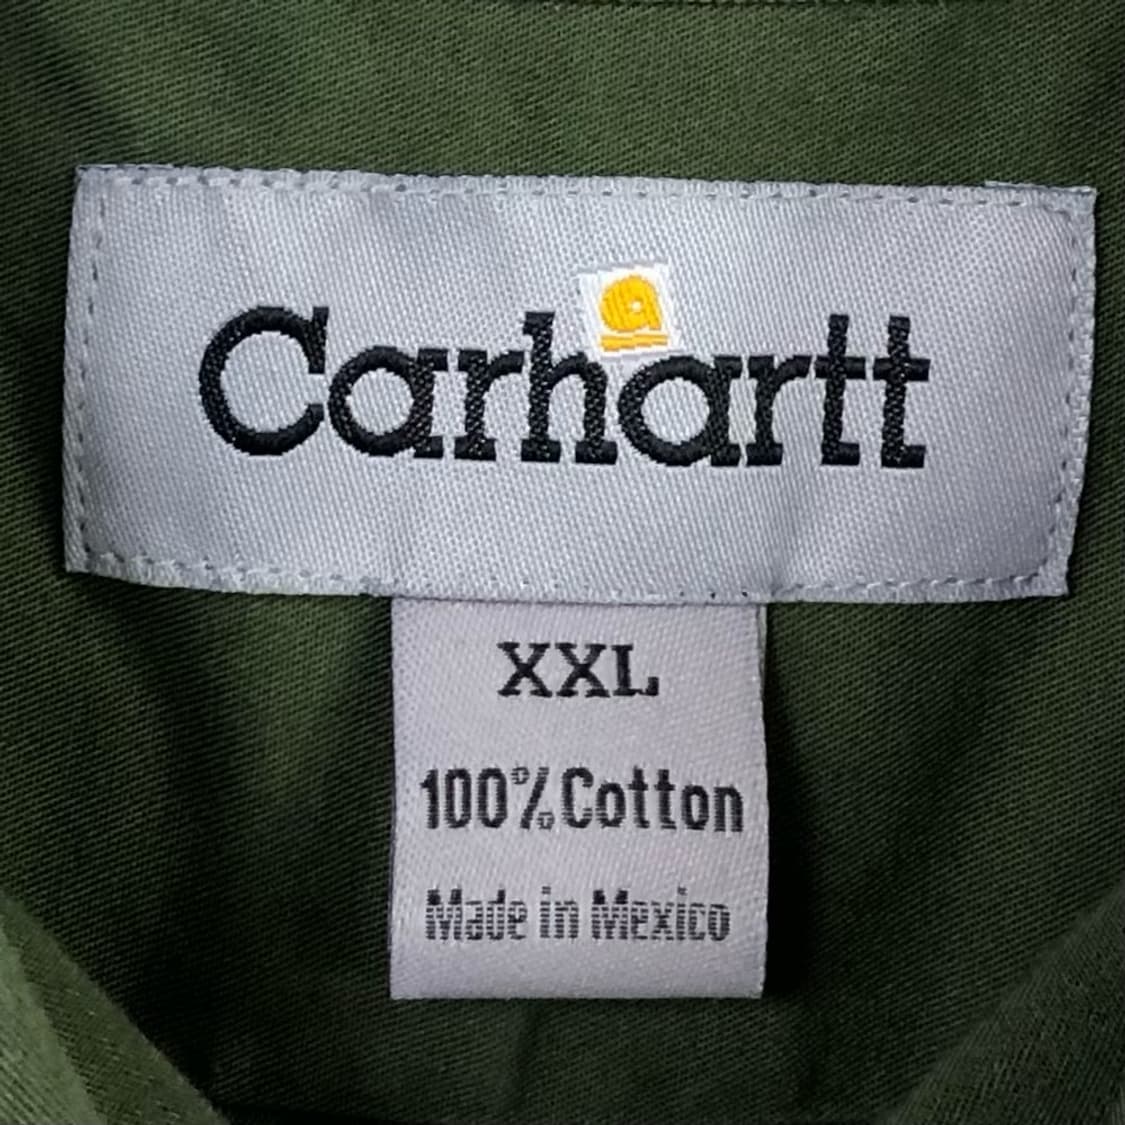 Carhartt
XXL
100% Cotton
Made in Mexico